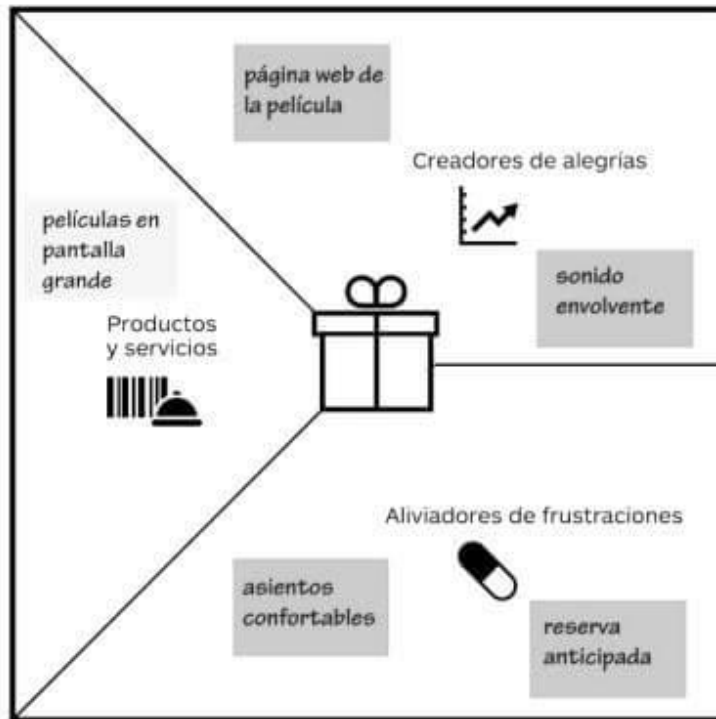 página web de
la película
Creadores de alegrías
películas en
pantalla
grande
sonido
envolvente
Productos
y servicios
Aliviadores de frustraciones
asientos
confortables
reserva
anticipada